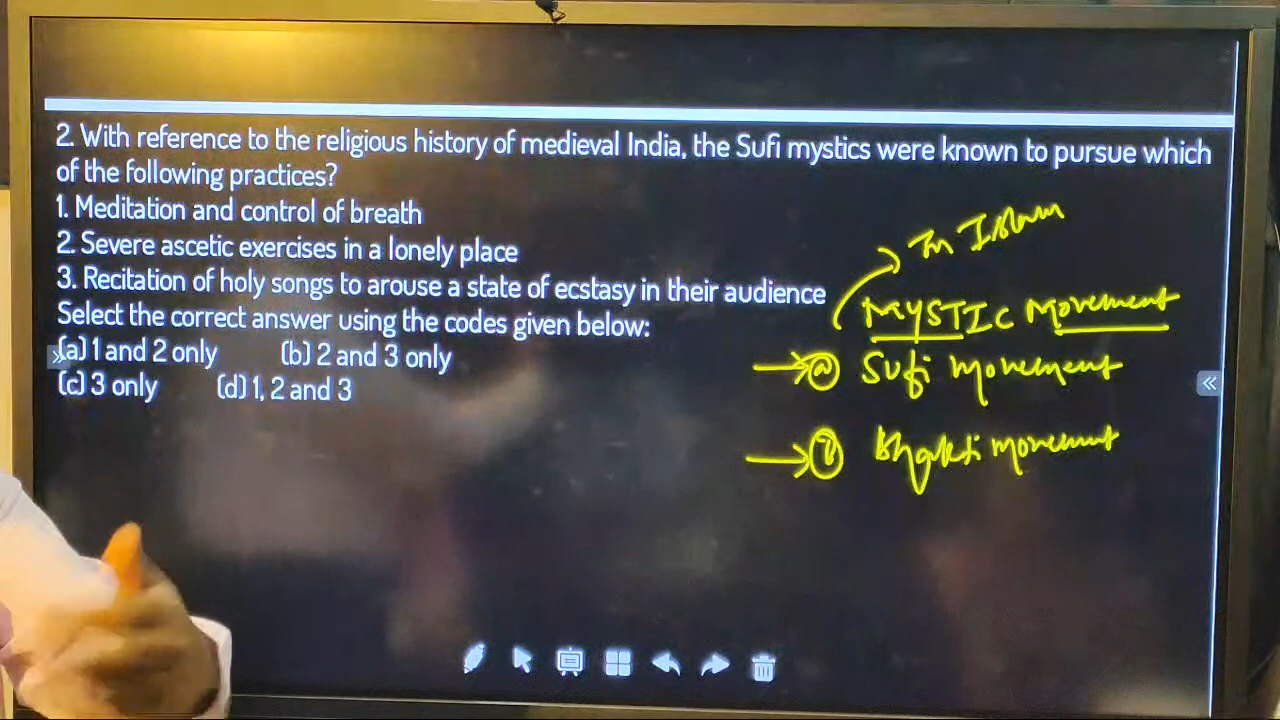 2. With reference to the religious history of medieval India, the Sufi mystics were known to pursue which
of the following practices?
1. Meditation and control of breath
2. Severe ascetic exercises in a lonely place
3. Recitation of holy songs to arouse a state of ecstasy in their audience
Select the correct answer using the codes given below:
(a) 1 and 2 only (b) 2 and 3 only
(c) 3 only (d) 1, 2 and 3
In Islam
MYSTIC Movement
Sufi movement
Bhakti movement